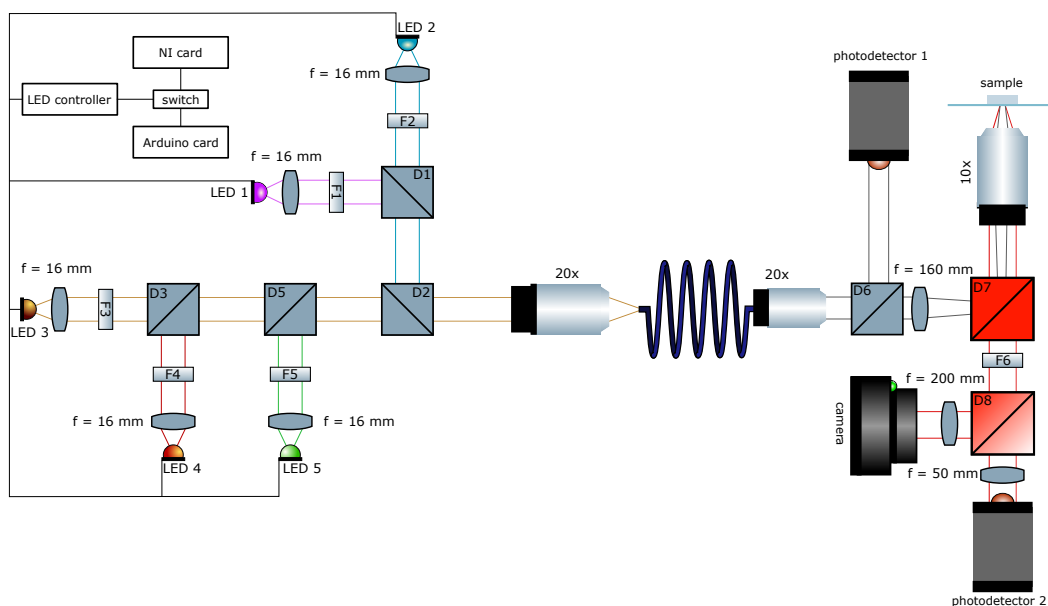 LED 2
NI card
f = 16 mm
LED controller
switch
F2
Arduino card
f = 16 mm
D1
LED 1
F1
photodetector 1
sample
10x
f = 16 mm
D3
D5
D2
20x
20x
D6
f = 160 mm
D7
F3
LED 3
F4
F5
F6
f = 200 mm
D8
camera
f = 16 mm
f = 16 mm
LED 4
LED 5
f = 50 mm
photodetector 2